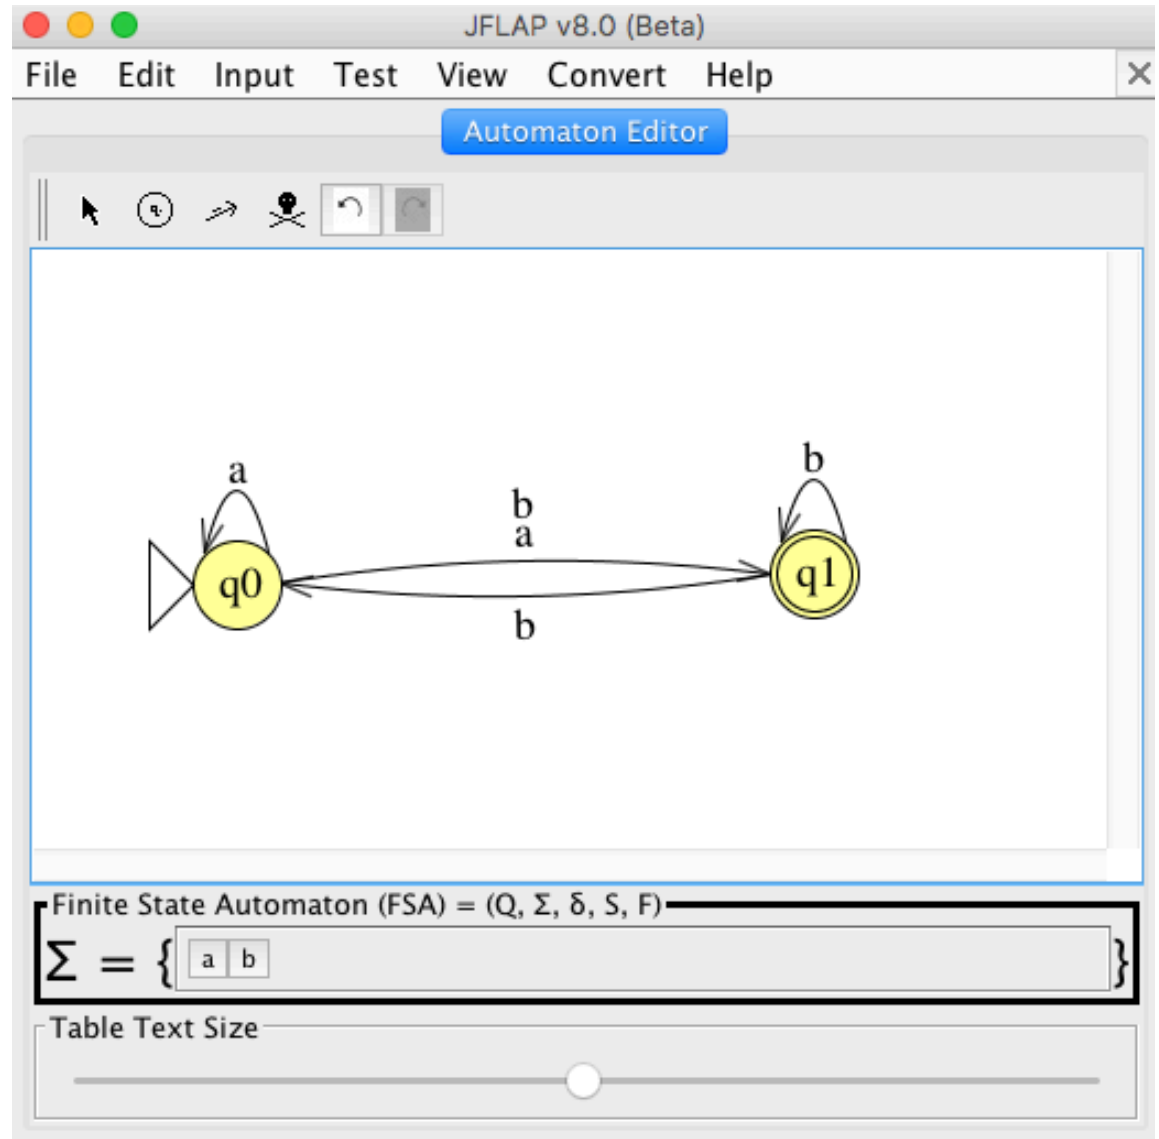 JFLAP v8.0 (Beta)
File Edit Input Test View Convert Help
Automaton Editor
q
a
b
b
a
q0
q1
b
Finite State Automaton (FSA) = (Q, Σ, δ, S, F)
Σ = { a b }
Table Text Size